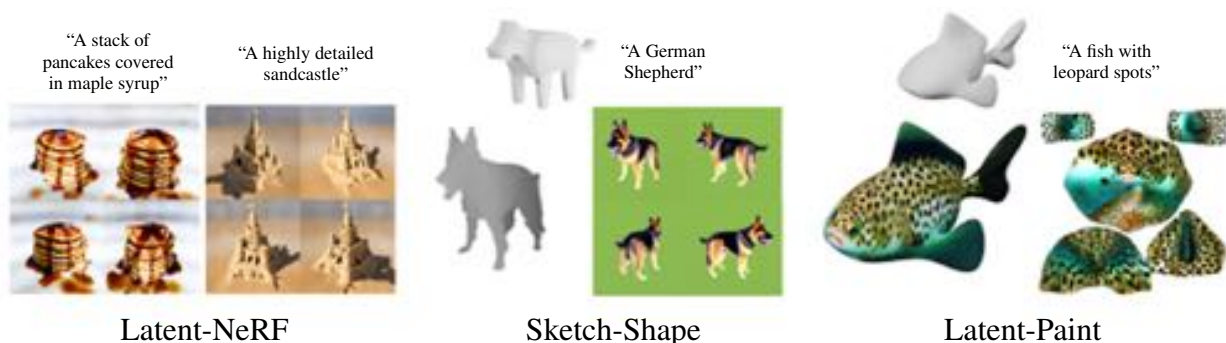 “A stack of
pancakes covered
in maple syrup”
“A highly detailed
sandcastle”
“A German
Shepherd”
“A fish with
leopard spots”
Latent-NeRF
Sketch-Shape
Latent-Paint